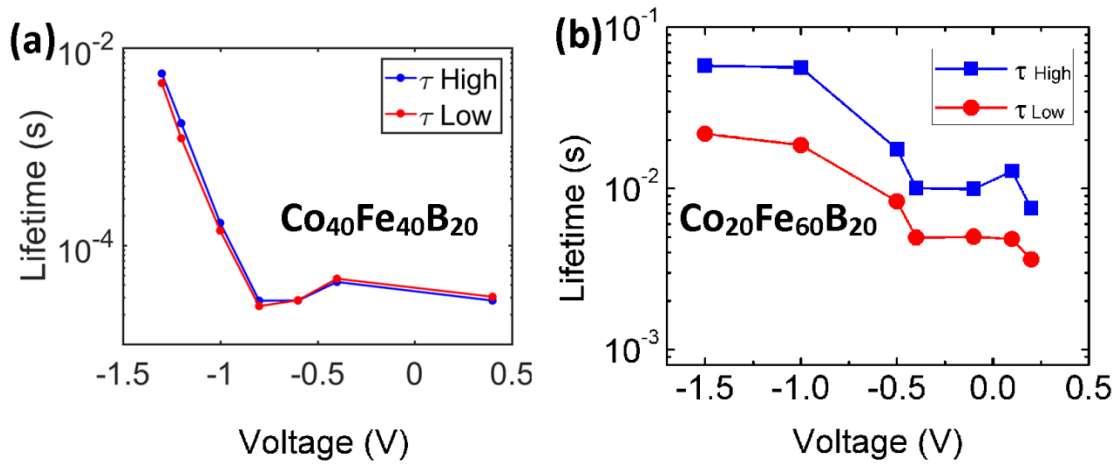 (a)
10⁻²
10⁻⁴
Lifetime (s)
τ High
τ Low
Co₄₀Fe₄₀B₂₀
-1.5 -1 -0.5 0 0.5
Voltage (V)
(b)
10⁻¹
10⁻²
10⁻³
Lifetime (s)
τ High
τ Low
Co₂₀Fe₆₀B₂₀
-1.5 -1.0 -0.5 0.0 0.5
Voltage (V)